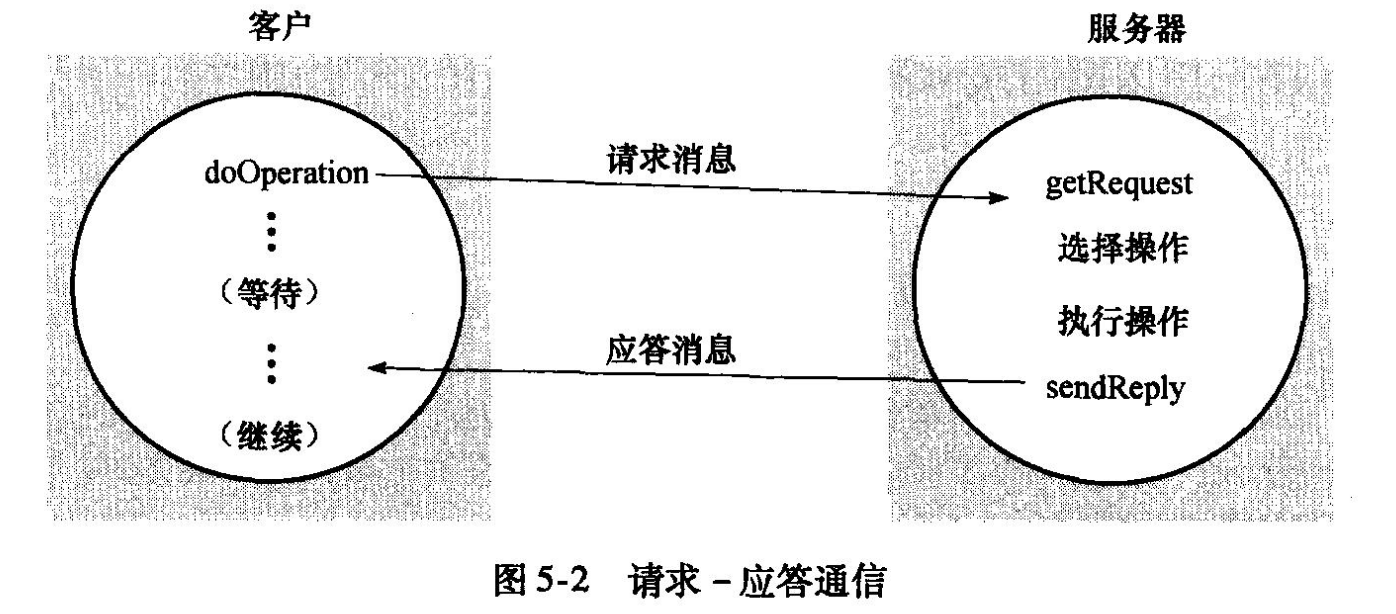 客户
服务器
doOperation
（等待）
（继续）
请求消息
应答消息
getRequest
选择操作
执行操作
sendReply
图 5-2 请求－应答通信